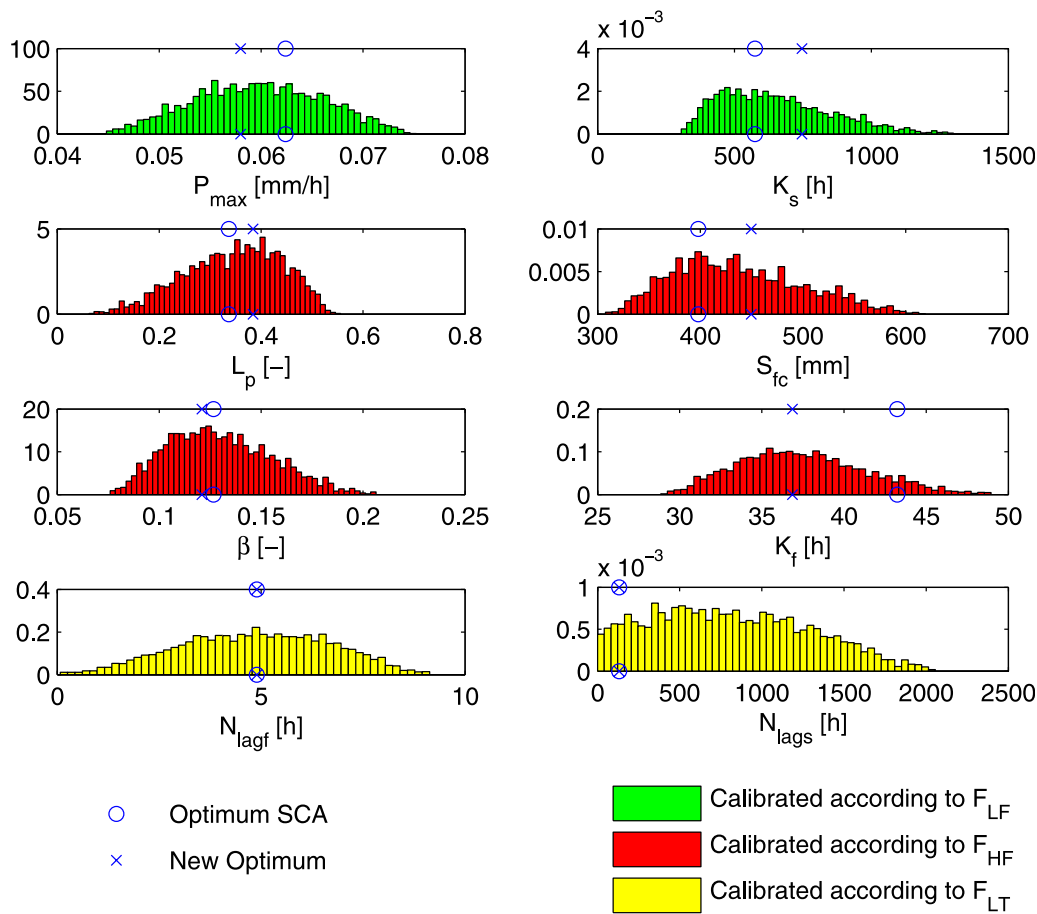 100
50
0
0.04 0.05 0.06 0.07 0.08
P_max [mm/h]
x 10^-3
4
2
0
0 500 1000 1500
K_s [h]
5
0
0 0.2 0.4 0.6 0.8
L_p [–]
0.01
0.005
0
300 400 500 600 700
S_fc [mm]
20
10
0
0.05 0.1 0.15 0.2 0.25
β [–]
0.2
0.1
0
25 30 35 40 45 50
K_f [h]
0.4
0.2
0
0 5 10
N_lagf [h]
x 10^-3
1
0.5
0
0 500 1000 1500 2000 2500
N_lags [h]
Optimum SCA
New Optimum
Calibrated according to F_LF
Calibrated according to F_HF
Calibrated according to F_LT